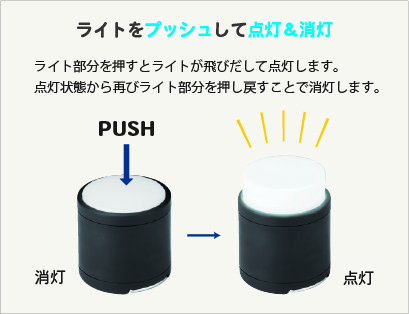 ライトをプッシュして点灯＆消灯
ライト部分を押すとライトが飛びだして点灯します。
点灯状態から再びライト部分を押し戻すことで消灯します。
PUSH
消灯
点灯